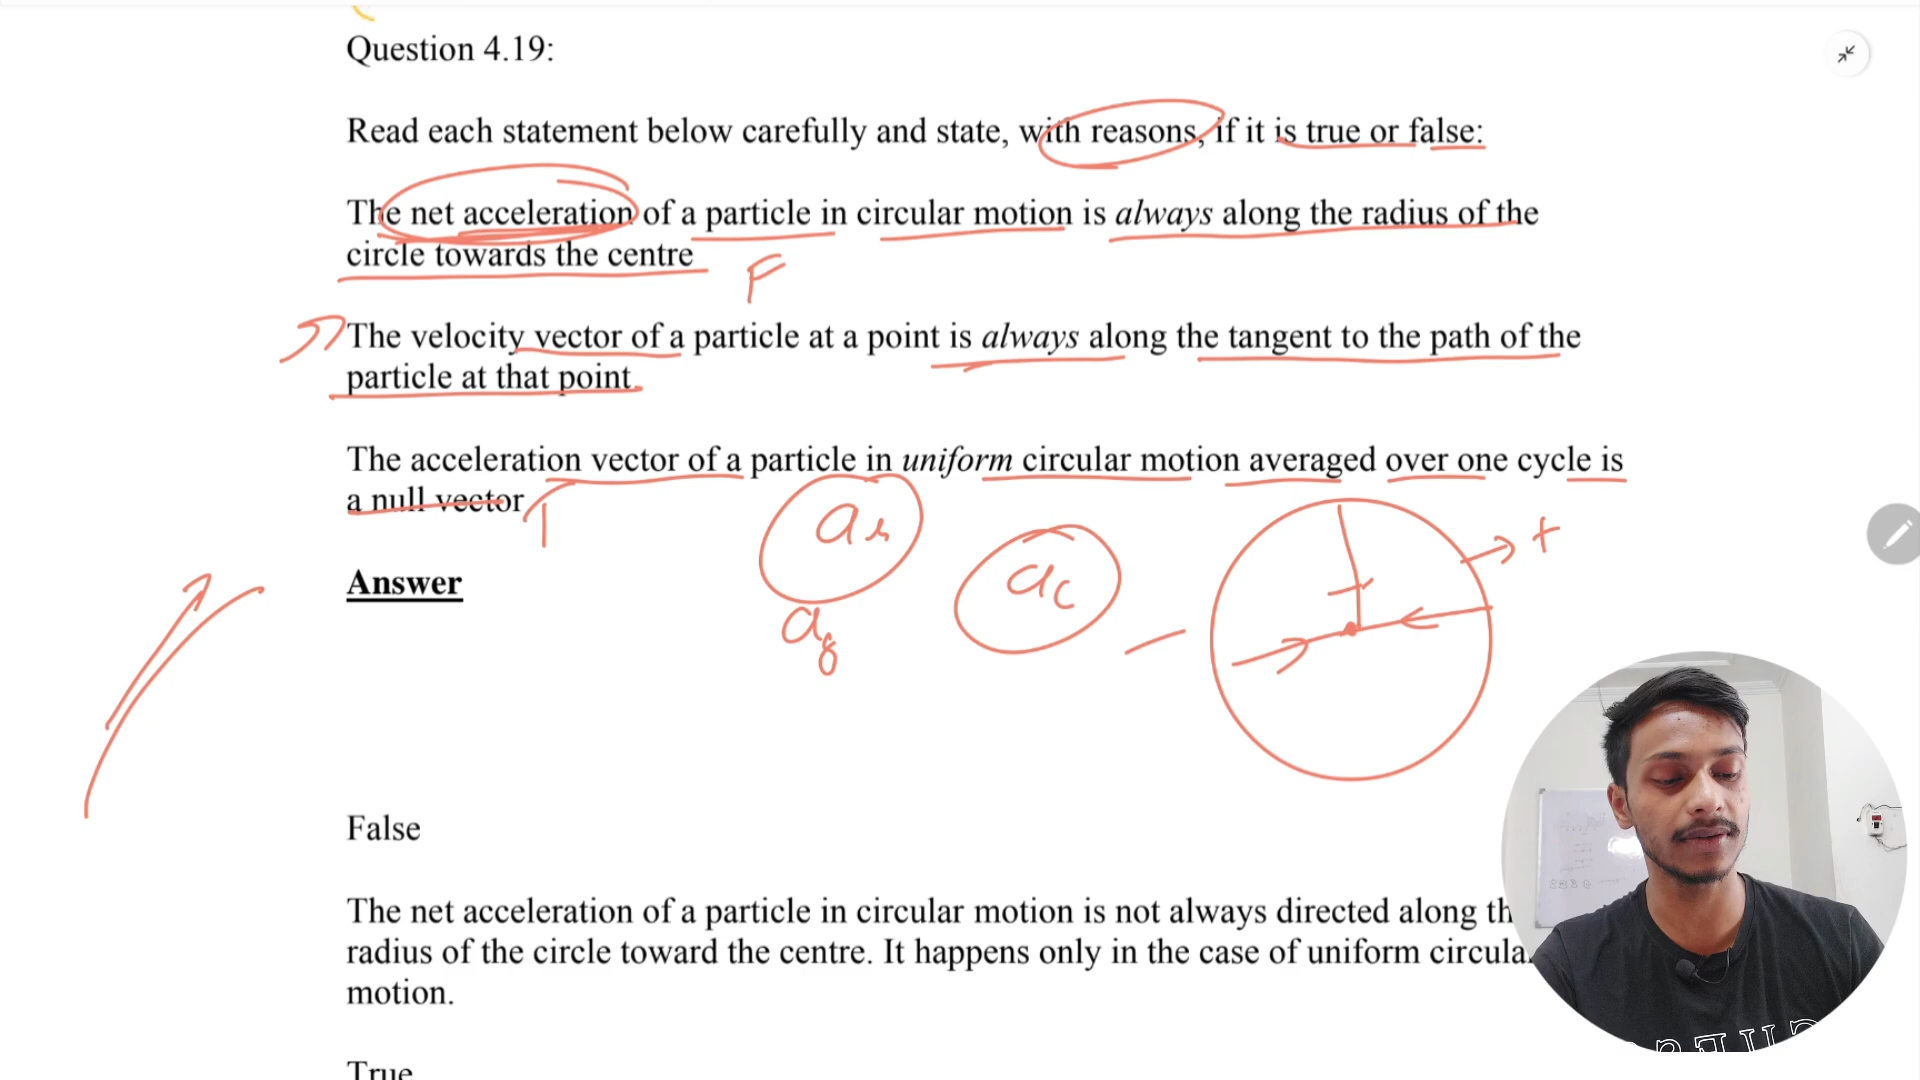 Question 4.19:
Read each statement below carefully and state, with reasons, if it is true or false:
The net acceleration of a particle in circular motion is always along the radius of the
circle towards the centre
F
The velocity vector of a particle at a point is always along the tangent to the path of the
particle at that point
The acceleration vector of a particle in uniform circular motion averaged over one cycle is
a null vector
T
+
ac
Answer
False
The net acceleration of a particle in circular motion is not always directed along th
radius of the circle toward the centre. It happens only in the case of uniform circula
motion.
True